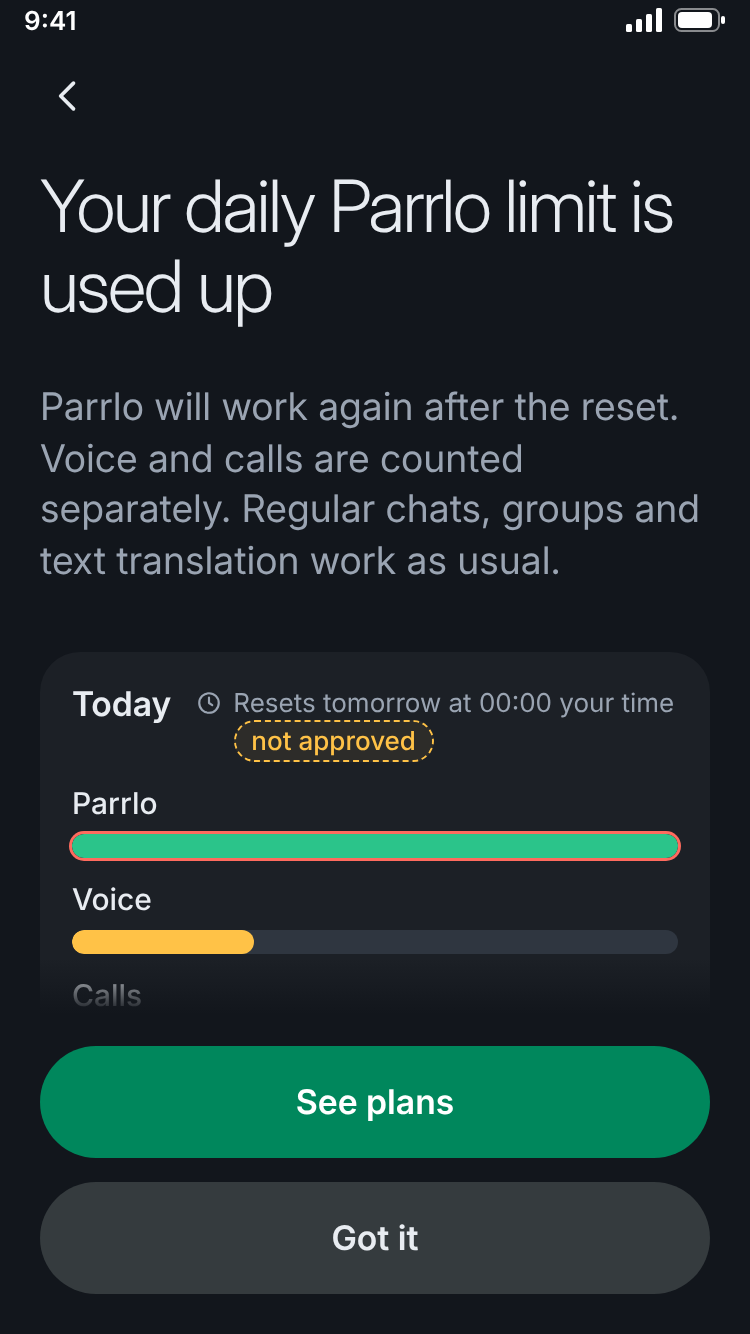 9:41
Your daily Parrlo limit is
used up
Parrlo will work again after the reset.
Voice and calls are counted
separately. Regular chats, groups and
text translation work as usual.
Today
Resets tomorrow at 00:00 your time
not approved
Parrlo
Voice
Calls
See plans
Got it